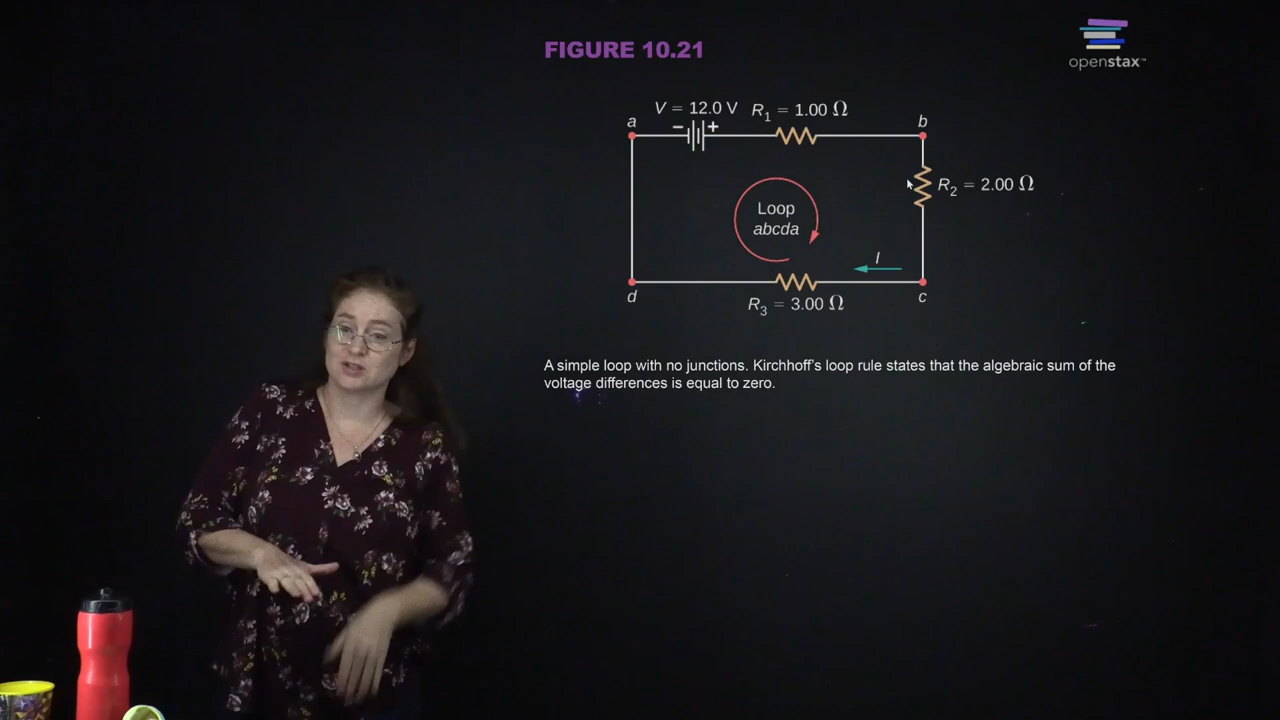 FIGURE 10.21
openstax™
V = 12.0 V
R₁ = 1.00 Ω
a
− +
b
R₂ = 2.00 Ω
Loop
abcda
I
d
R₃ = 3.00 Ω
c
A simple loop with no junctions. Kirchhoff’s loop rule states that the algebraic sum of the
voltage differences is equal to zero.